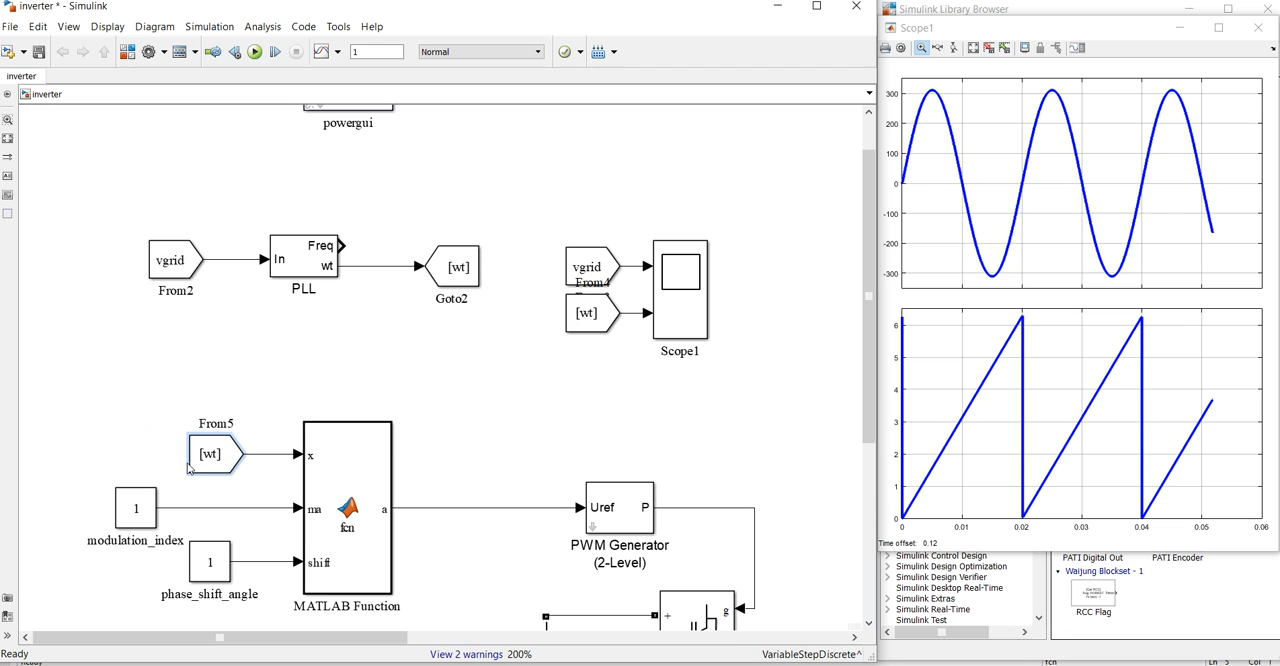 inverter * - Simulink
File Edit View Display Diagram Simulation Analysis Code Tools Help
1
Normal
inverter
inverter
powergui
vgrid
From2
In
Freq
wt
PLL
[wt]
Goto2
vgrid
From4
[wt]
Scope1
From5
[wt]
1
modulation_index
1
phase_shift_angle
x
ma
shift
fcn
a
MATLAB Function
Uref P
PWM Generator
(2-Level)
+
Ready
View 2 warnings 200%
VariableStepDiscrete^
Simulink Library Browser
Scope1
300
200
100
0
-100
-200
-300
6
5
4
3
2
1
0
0 0.01 0.02 0.03 0.04 0.05 0.06
Time offset: 0.12
Simulink Control Design
Simulink Design Optimization
Simulink Design Verifier
Simulink Desktop Real-Time
Simulink Extras
Simulink Real-Time
Simulink Test
PATI Digital Out PATI Encoder
Waijung Blockset - 1
RCC Flag
Ready
fcn Ln 5 Col 1